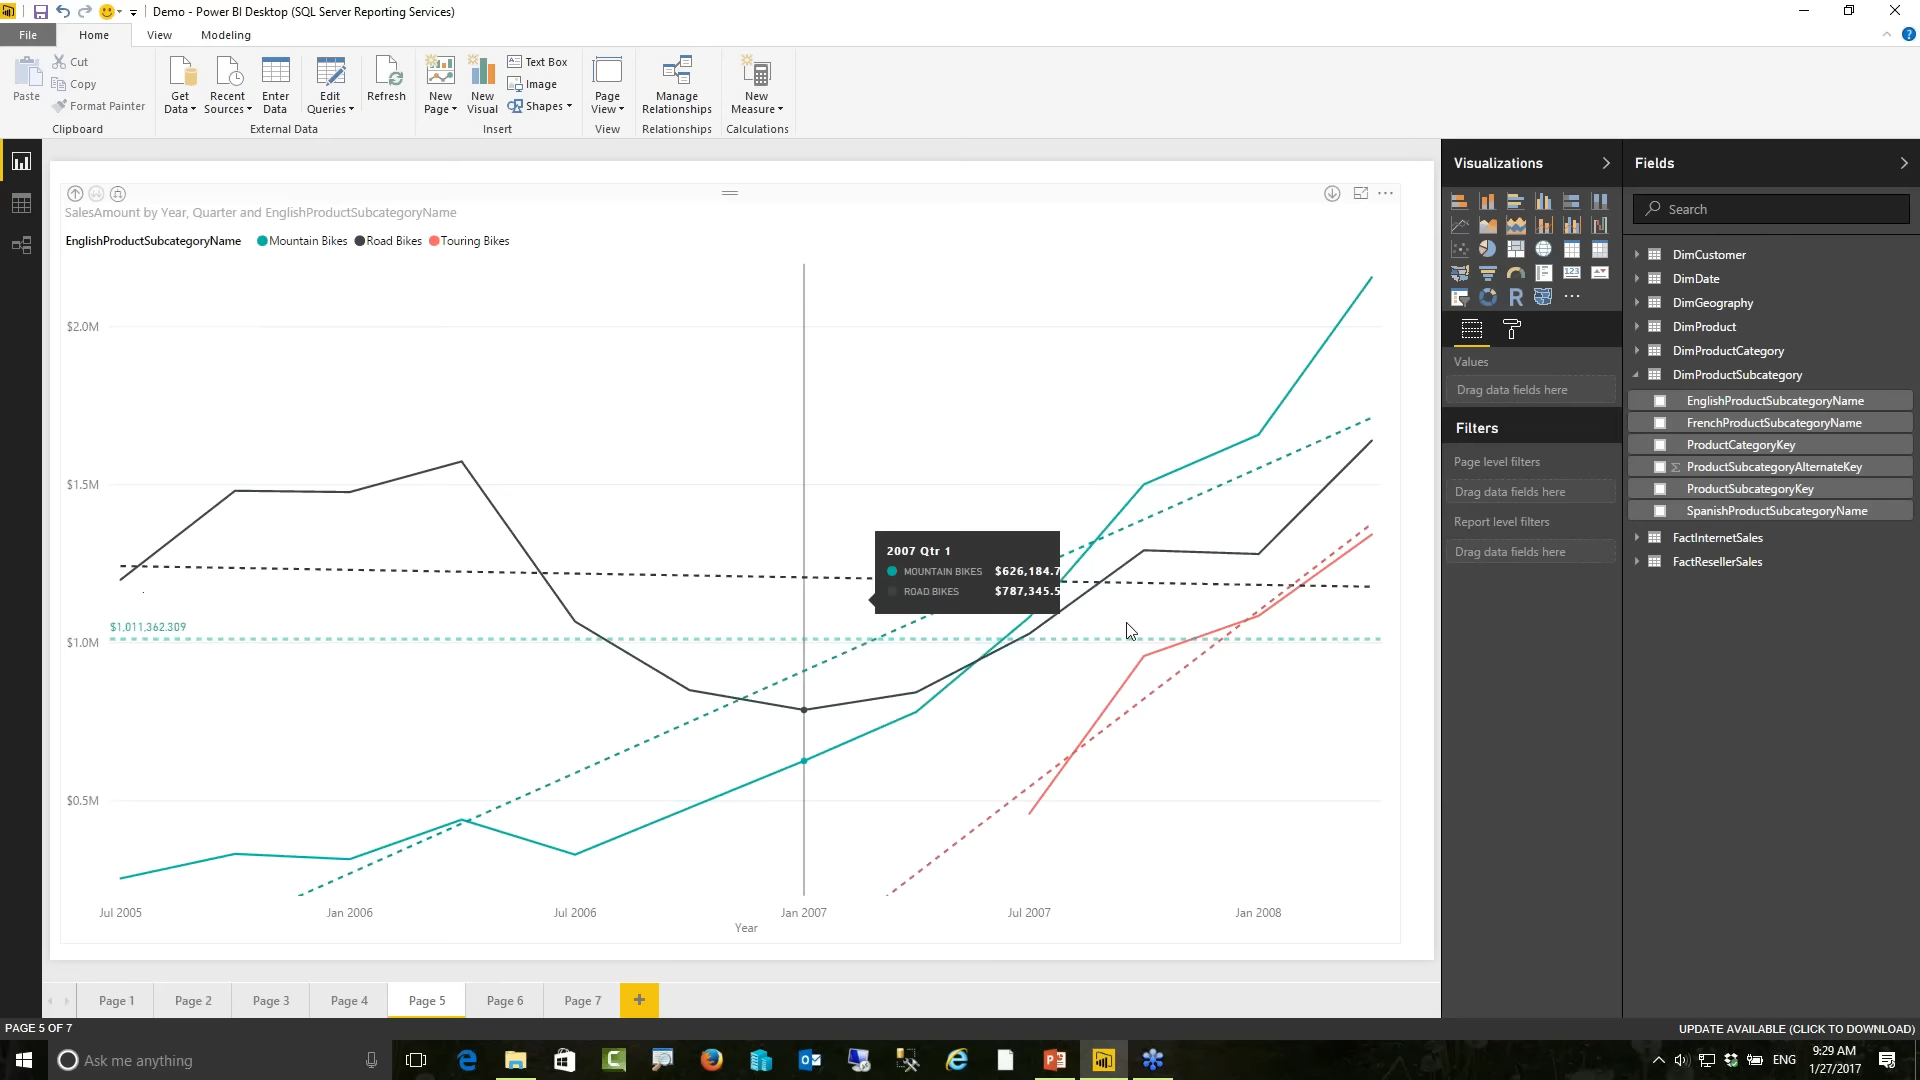 Demo - Power BI Desktop (SQL Server Reporting Services)
File
Home
View
Modeling
Paste
Cut
Copy
Format Painter
Clipboard
Get
Data
Recent
Sources
Enter
Data
Edit
Queries
Refresh
External Data
New
Page
New
Visual
Text Box
Image
Shapes
Insert
Page
View
View
Manage
Relationships
Relationships
New
Measure
Calculations
SalesAmount by Year, Quarter and EnglishProductSubcategoryName
EnglishProductSubcategoryName Mountain Bikes Road Bikes Touring Bikes
$2.0M
$1.5M
$1.0M
$0.5M
$1,011,362.309
2007 Qtr 1
MOUNTAIN BIKES $626,184.7
ROAD BIKES $787,345.5
Jul 2005
Jan 2006
Jul 2006
Jan 2007
Jul 2007
Jan 2008
Year
Visualizations
R
123
Values
Drag data fields here
Filters
Page level filters
Drag data fields here
Report level filters
Drag data fields here
Fields
Search
DimCustomer
DimDate
DimGeography
DimProduct
DimProductCategory
DimProductSubcategory
EnglishProductSubcategoryName
FrenchProductSubcategoryName
ProductCategoryKey
Σ ProductSubcategoryAlternateKey
ProductSubcategoryKey
SpanishProductSubcategoryName
FactInternetSales
FactResellerSales
Page 1
Page 2
Page 3
Page 4
Page 5
Page 6
Page 7
+
PAGE 5 OF 7
UPDATE AVAILABLE (CLICK TO DOWNLOAD)
Ask me anything
ENG
9:29 AM
1/27/2017